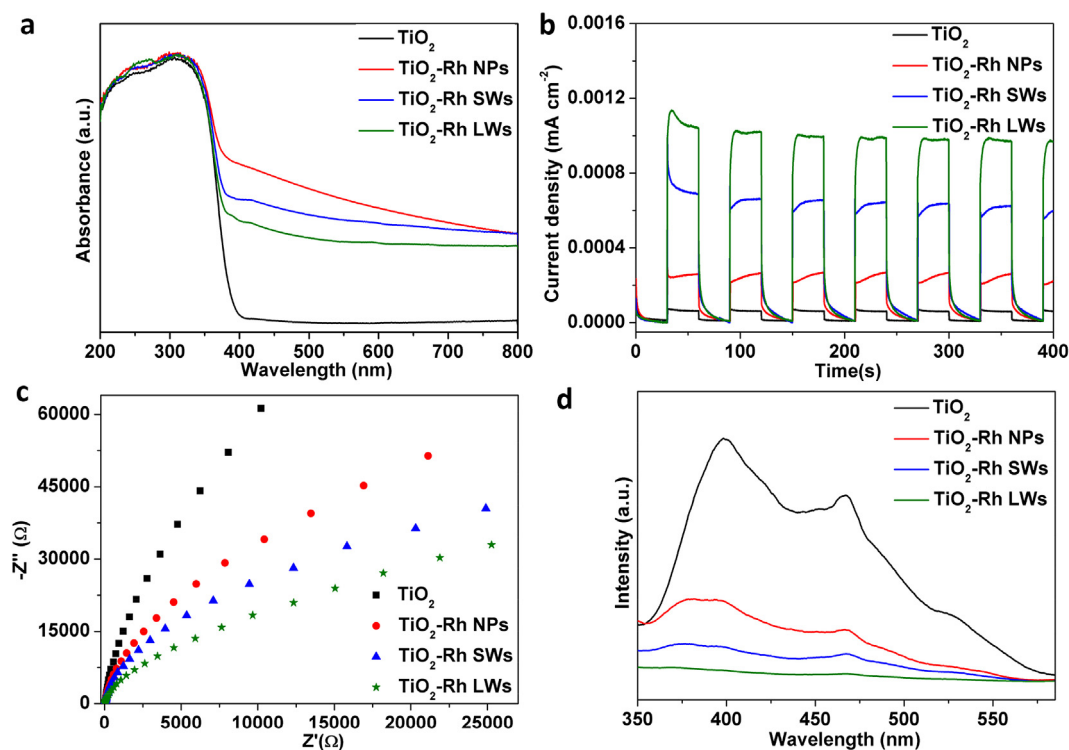 a
TiO2
TiO2-Rh NPs
TiO2-Rh SWs
TiO2-Rh LWs
Absorbance (a.u.)
200 300 400 500 600 700 800
Wavelength (nm)
b
TiO2
TiO2-Rh NPs
TiO2-Rh SWs
TiO2-Rh LWs
Current density (mA cm-2)
0.0016
0.0012
0.0008
0.0004
0.0000
0 100 200 300 400
Time(s)
c
-Z'' (Ω)
60000
45000
30000
15000
0
TiO2
TiO2-Rh NPs
TiO2-Rh SWs
TiO2-Rh LWs
0 5000 10000 15000 20000 25000
Z'(Ω)
d
TiO2
TiO2-Rh NPs
TiO2-Rh SWs
TiO2-Rh LWs
Intensity (a.u.)
350 400 450 500 550
Wavelength (nm)